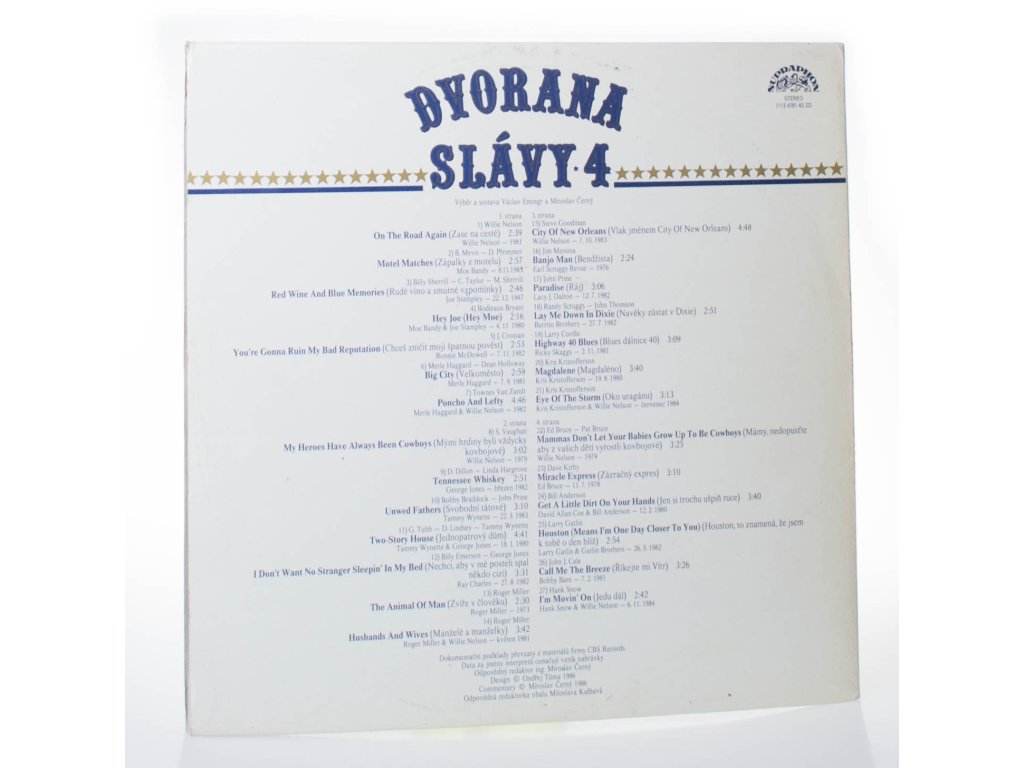 DVORANA
SLÁVY·4
SUPRAPHON
STEREO
1113 4781-82 ZD
Výběr a sestava Václav Emingr a Miroslav Černý
1. strana
1) Willie Nelson
On The Road Again (Zase na cestě) 2:39
Willie Nelson — 1961
2) B. Mevis — D. Pfrimmer
Motel Matches (Zápalky z motelu) 2:57
Moe Bandy — 8.11.1983
3) Billy Sherrill — C. Taylor — M. Sherrill
Red Wine And Blue Memories (Rudé víno a smutné vzpomínky) 2:46
Joe Stampley — 22. 12. 1947
4) Bodleaux Bryant
Hey Joe (Hey Moe) 2:16
Moe Bandy & Joe Stampley — 4. 11. 1980
5) J. Crossan
You're Gonna Ruin My Bad Reputation (Chceš zničit moji špatnou pověst) 2:53
Ronnie McDowell — 7. 11. 1982
6) Merle Haggard — Dean Holloway
Big City (Velkoměsto) 2:59
Merle Haggard — 7. 9. 1981
7) Townes Van Zandt
Poncho And Lefty 4:46
Merle Haggard & Willie Nelson — 1982
2. strana
8) S. Vaughan
My Heroes Have Always Been Cowboys (Mými hrdiny byli vždycky
kovbojové) 3:02
Willie Nelson — 1979
9) D. Dillon — Linda Hargrove
Tennessee Whiskey 2:51
George Jones — březen 1982
10) Bobby Braddock — John Prine
Unwed Fathers (Svobodní tátové) 3:10
Tammy Wynette — 22. 3. 1983
11) G. Tubb — D. Lindsey — Tammy Wynette
Two-Story House (Jednopatrový dům) 4:41
Tammy Wynette & George Jones — 18. 1. 1980
12) Billy Emerson — George Jones
I Don't Want No Stranger Sleepin' In My Bed (Nechci, aby v mé posteli spal
někdo cizí) 3:31
Ray Charles — 27. 8. 1982
13) Roger Miller
The Animal Of Man (Zvíře v člověku) 2:30
Roger Miller — 1973
14) Roger Miller
Husbands And Wives (Manželé a manželky) 3:42
Roger Miller & Willie Nelson — květen 1981
3. strana
15) Steve Goodman
City Of New Orleans (Vlak jménem City Of New Orleans) 4:48
Willie Nelson — 7. 10. 1983
16) Jim Messina
Banjo Man (Bendžista) 2:24
Earl Scruggs Revue — 1976
17) John Prine
Paradise (Ráj) 3:06
Lacy J. Dalton — 12. 7. 1982
18) Randy Scruggs — John Thomson
Lay Me Down In Dixie (Navěky zůstat v Dixie) 2:51
Burrito Brothers — 27. 7. 1982
19) Larry Cordle
Highway 40 Blues (Blues dálnice 40) 3:09
Ricky Skaggs — 2. 11. 1981
20) Kris Kristofferson
Magdalene (Magdaléno) 3:40
Kris Kristofferson — 19. 8. 1980
21) Kris Kristofferson
Eye Of The Storm (Oko uragánu) 3:13
Kris Kristofferson & Willie Nelson — červenec 1984
4. strana
22) Ed Bruce — Pat Bruce
Mammas Don't Let Your Babies Grow Up To Be Cowboys (Mámy, nedopusťte
aby z vašich dětí vyrostli kovbojové) 3:25
Willie Nelson — 1979
23) Dave Kirby
Miracle Express (Zázračný expres) 3:10
Ed Bruce — 11. 7. 1978
24) Bill Anderson
Get A Little Dirt On Your Hands (Jen si trochu ušpiň ruce) 3:40
David Allan Coe & Bill Anderson — 12. 2. 1980
25) Larry Gatlin
Houston (Means I'm One Day Closer To You) (Houston, to znamená, že jsem
k tobě o den blíž) 2:54
Larry Gatlin & Gatlin Brothers — 26. 5. 1982
26) John J. Cale
Call Me The Breeze (Říkejte mi Vítr) 3:26
Bobby Bare — 7. 2. 1981
27) Hank Snow
I'm Movin' On (Jedu dál) 2:42
Hank Snow & Willie Nelson — 6. 11. 1984
Dokumentační podklady převzaty z materiálů firmy CBS Records
Data za jmény interpretů označují vznik nahrávky
Odpovědný redaktor ing. Miroslav Černý
Design © Ondřej Tůma 1986
Commentary © Miroslav Černý 1986
Odpovědná redaktorka obalu Miloslava Kulhavá